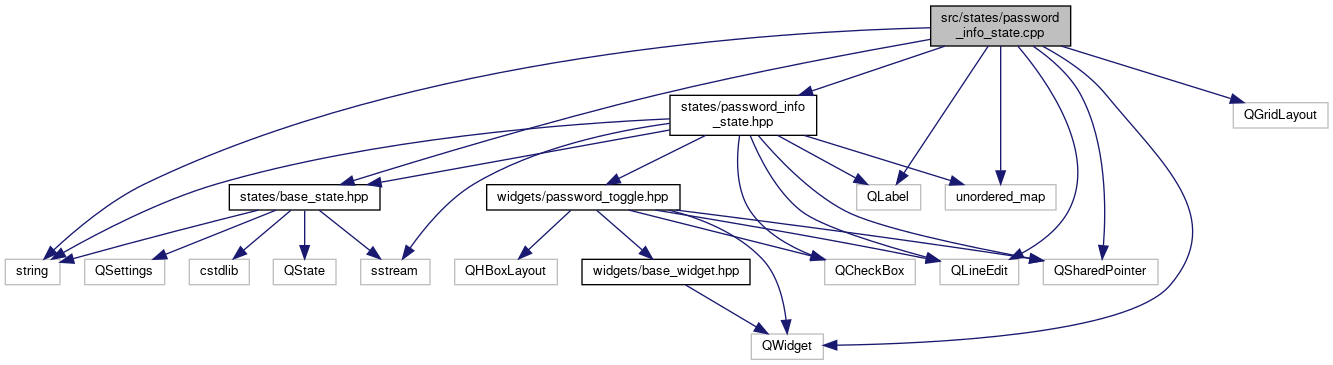 src/states/password
_info_state.cpp
states/password_info
_state.hpp
QGridLayout
states/base_state.hpp
widgets/password_toggle.hpp
QLabel
unordered_map
string
QSettings
cstdlib
QState
sstream
QHBoxLayout
widgets/base_widget.hpp
QCheckBox
QLineEdit
QSharedPointer
QWidget